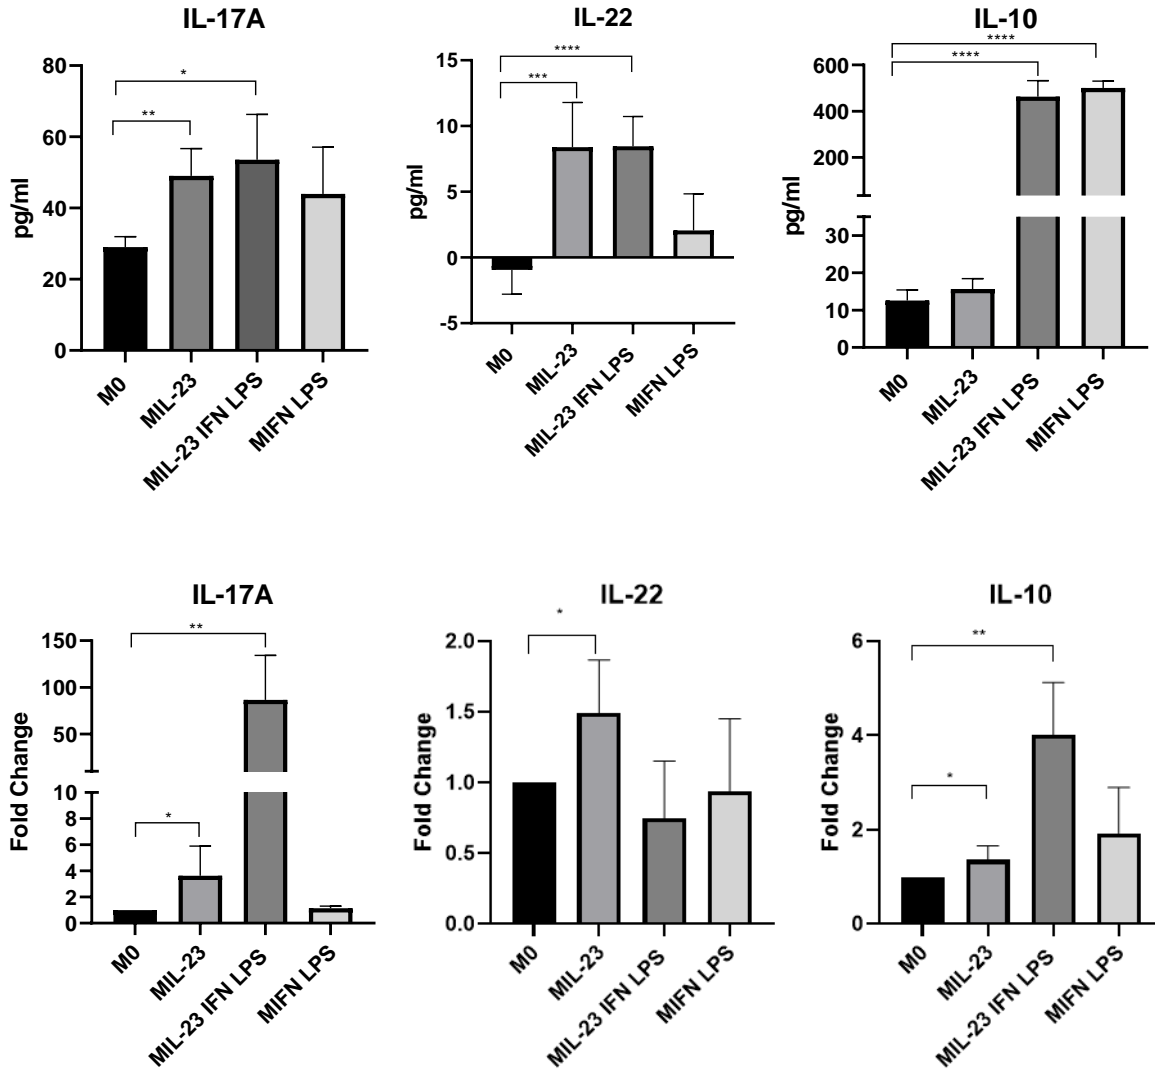 IL-17A
pg/ml
80
60
40
20
0
*
**
M0
MIL-23
MIL-23 IFN LPS
MIFN LPS
IL-22
pg/ml
15
10
5
0
-5
****
***
M0
MIL-23
MIL-23 IFN LPS
MIFN LPS
IL-10
pg/ml
600
400
200
30
20
10
0
****
****
M0
MIL-23
MIL-23 IFN LPS
MIFN LPS
IL-17A
Fold Change
150
100
50
10
8
6
4
2
0
**
*
M0
MIL-23
MIL-23 IFN LPS
MIFN LPS
IL-22
Fold Change
2.0
1.5
1.0
0.5
0.0
*
M0
MIL-23
MIL-23 IFN LPS
MIFN LPS
IL-10
Fold Change
6
4
2
0
**
*
M0
MIL-23
MIL-23 IFN LPS
MIFN LPS